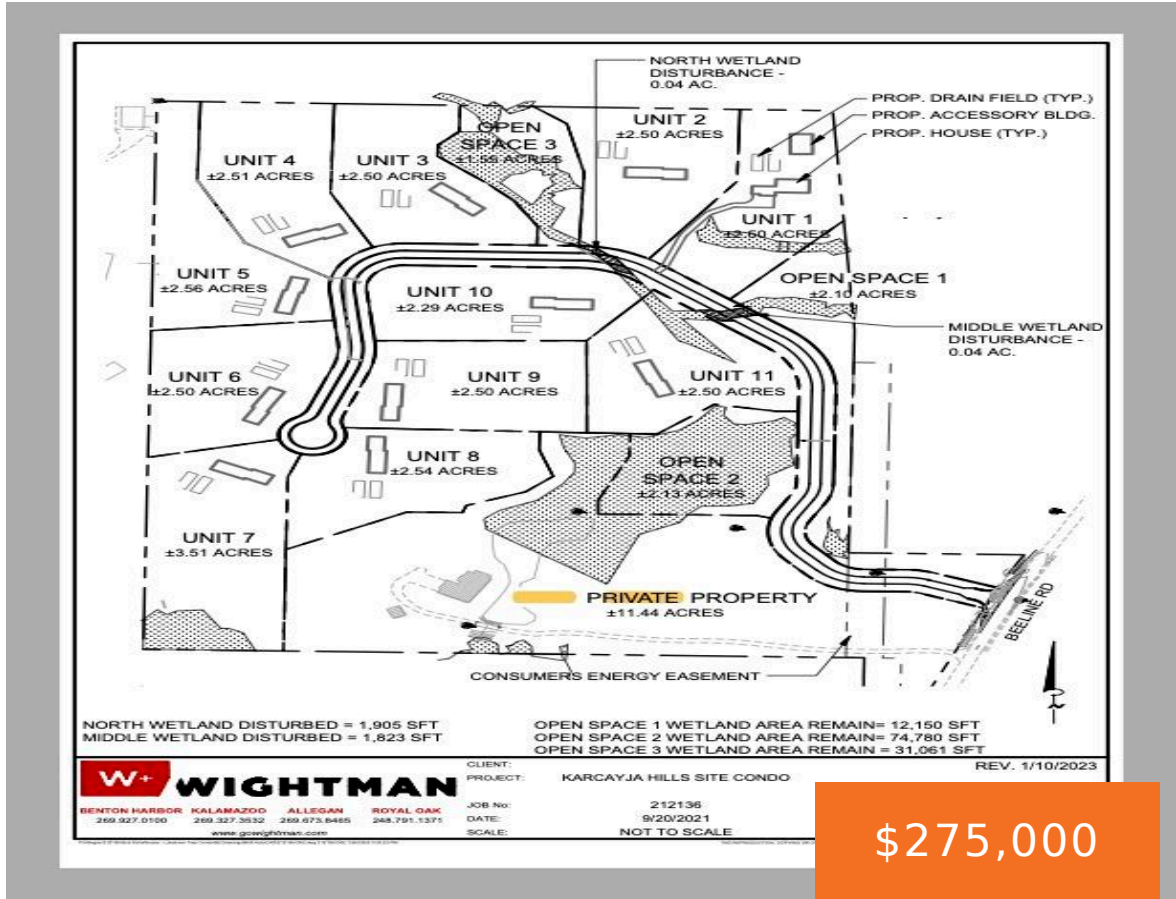 NORTH WETLAND
DISTURBANCE -
0.04 AC.
PROP. DRAIN FIELD (TYP.)
PROP. ACCESSORY BLDG.
PROP. HOUSE (TYP.)
OPEN
SPACE 3
±1.55 ACRES
UNIT 2
±2.50 ACRES
UNIT 4
±2.51 ACRES
UNIT 3
±2.50 ACRES
UNIT 1
±2.50 ACRES
UNIT 5
±2.56 ACRES
UNIT 10
±2.29 ACRES
OPEN SPACE 1
±2.10 ACRES
MIDDLE WETLAND
DISTURBANCE -
0.04 AC.
UNIT 6
±2.50 ACRES
UNIT 9
±2.50 ACRES
UNIT 11
±2.50 ACRES
UNIT 8
±2.54 ACRES
OPEN
SPACE 2
±2.13 ACRES
UNIT 7
±3.51 ACRES
PRIVATE PROPERTY
±11.44 ACRES
BEELINE RD
CONSUMERS ENERGY EASEMENT
NORTH WETLAND DISTURBED = 1,905 SFT
MIDDLE WETLAND DISTURBED = 1,823 SFT
OPEN SPACE 1 WETLAND AREA REMAIN= 12,150 SFT
OPEN SPACE 2 WETLAND AREA REMAIN= 74,780 SFT
OPEN SPACE 3 WETLAND AREA REMAIN = 31,061 SFT
W+ WIGHTMAN
BENTON HARBOR KALAMAZOO ALLEGAN ROYAL OAK
269.927.0100 269.327.3532 269.673.8465 248.791.1371
www.gowightman.com
CLIENT:
PROJECT: KARCAYJA HILLS SITE CONDO
JOB No: 212136
DATE: 9/20/2021
SCALE: NOT TO SCALE
REV. 1/10/2023
$275,000